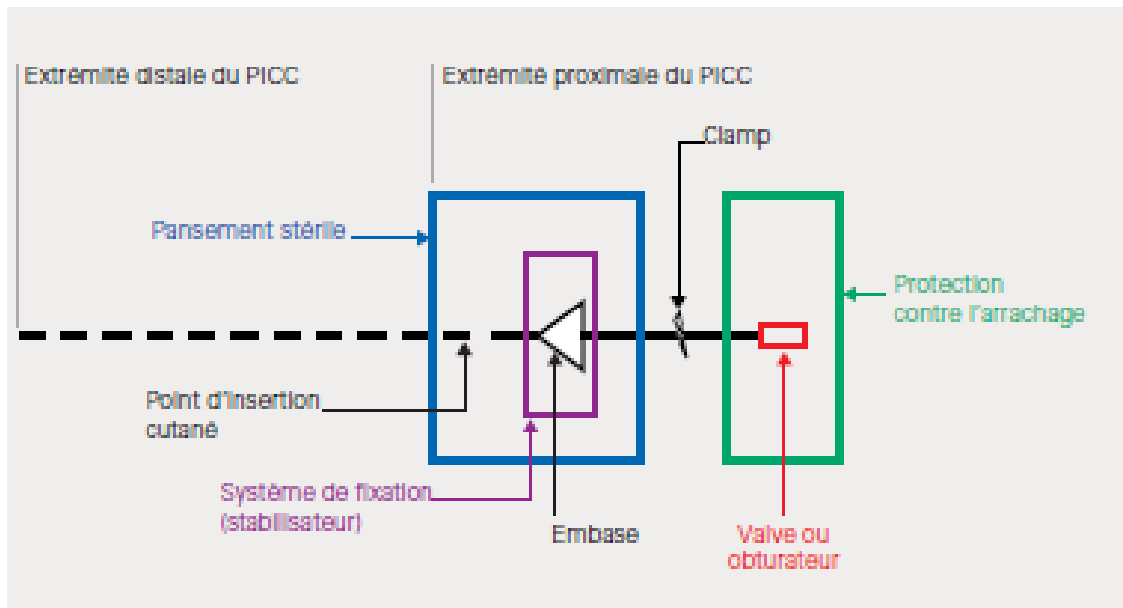 Extrémité distale du PICC
Extrémité proximale du PICC
Clamp
Pansement stérile
Protection
contre l'arrachage
Point d'insertion
cutané
Système de fixation
(stabilisateur)
Embase
Valve ou
obturateur